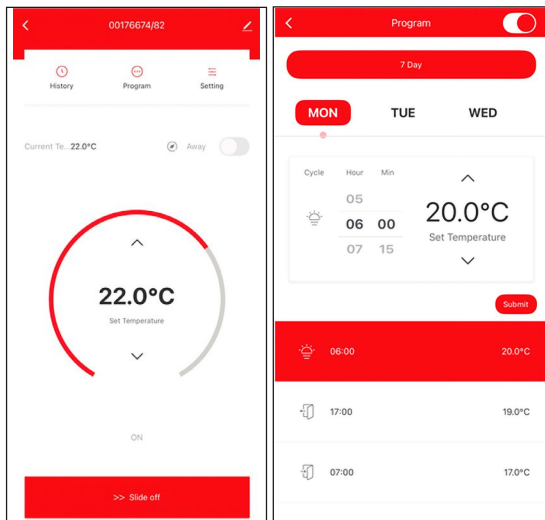 00176674/82
History Program Setting
Current Te... 22.0°C Away
22.0°C
Set Temperature
ON
>> Slide off
Program
7 Day
MON TUE WED
Cycle Hour Min
05
06 00
07 15
20.0°C
Set Temperature
Submit
06:00 20.0°C
17:00 19.0°C
07:00 17.0°C